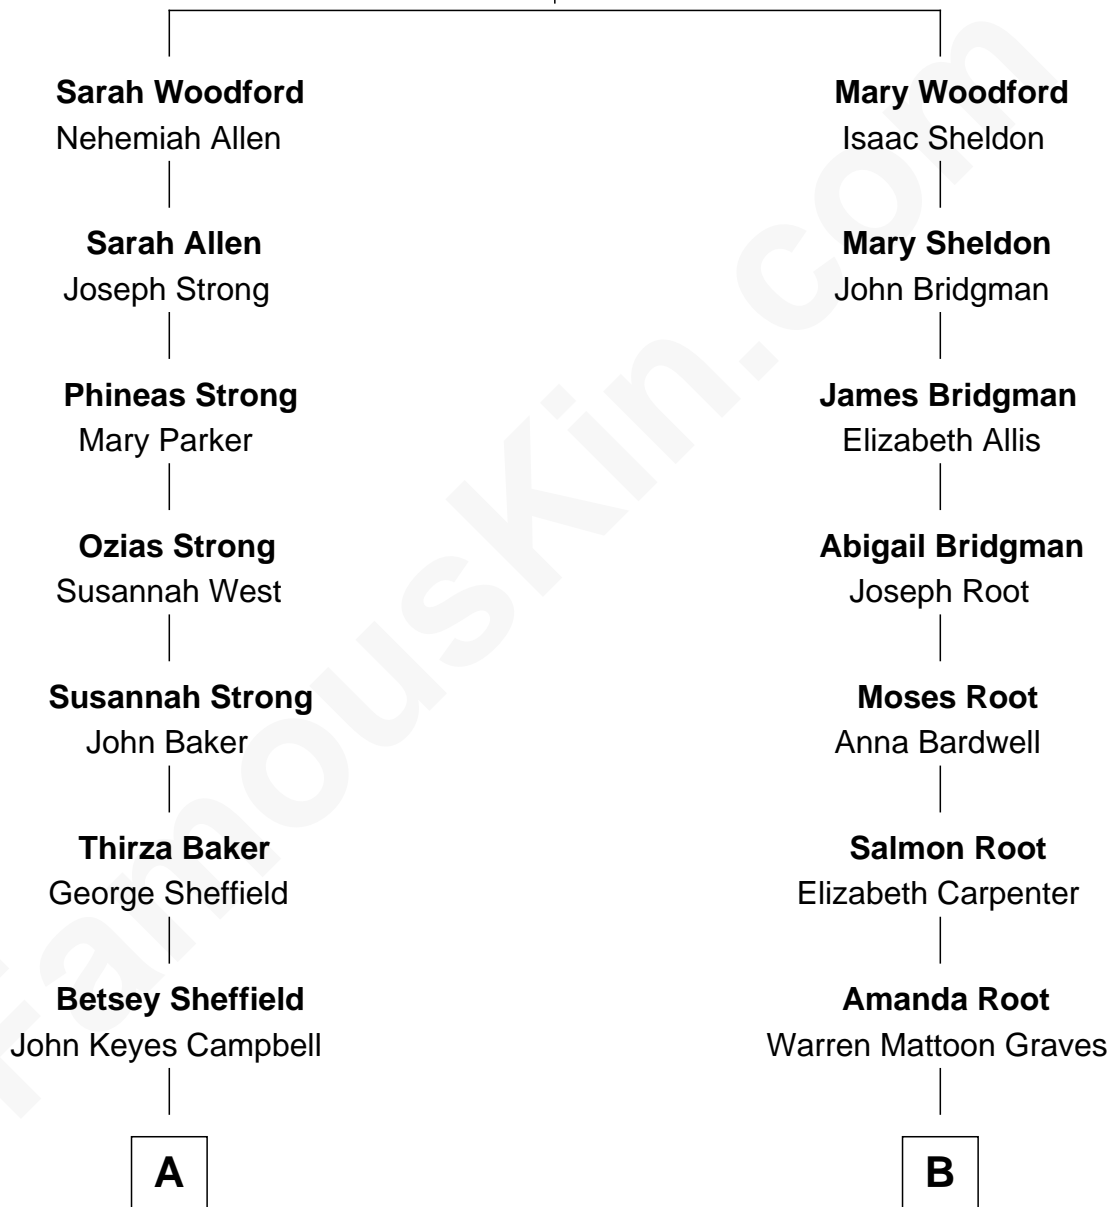 Sarah Woodford
Nehemiah Allen
Sarah Allen
Joseph Strong
Phineas Strong
Mary Parker
Ozias Strong
Susannah West
Susannah Strong
John Baker
Thirza Baker
George Sheffield
Betsey Sheffield
John Keyes Campbell
A
Mary Woodford
Isaac Sheldon
Mary Sheldon
John Bridgman
James Bridgman
Elizabeth Allis
Abigail Bridgman
Joseph Root
Moses Root
Anna Bardwell
Salmon Root
Elizabeth Carpenter
Amanda Root
Warren Mattoon Graves
B
FamousKin.com